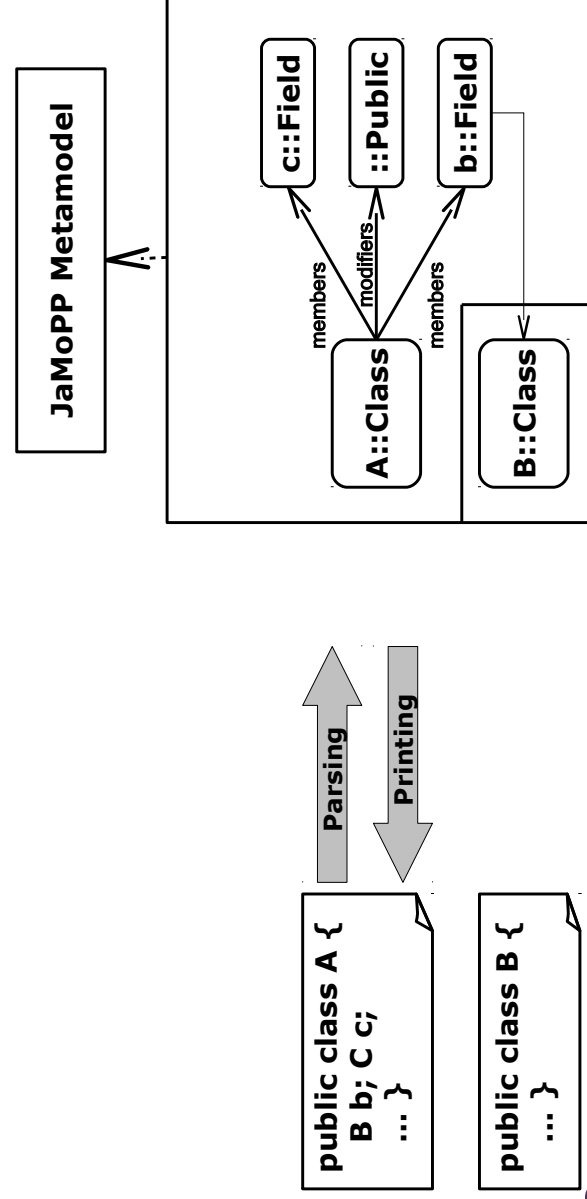 JaMoPP Metamodel
public class A {
B b; C c;
... }
Parsing
Printing
A::Class
members
modifiers
members
c::Field
::Public
b::Field
public class B {
... }
B::Class